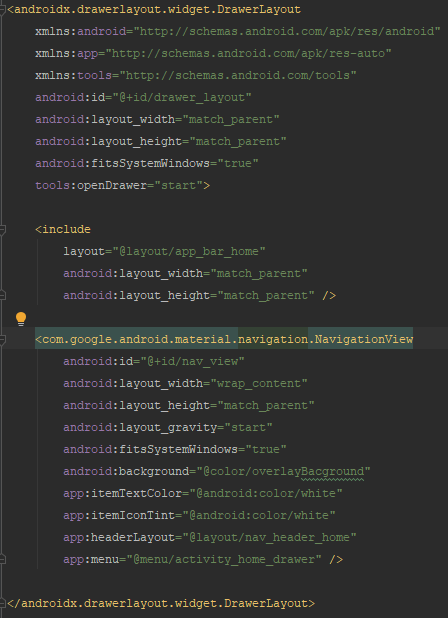 <androidx.drawerlayout.widget.DrawerLayout
xmlns:android="http://schemas.android.com/apk/res/android"
xmlns:app="http://schemas.android.com/apk/res-auto"
xmlns:tools="http://schemas.android.com/tools"
android:id="@+id/drawer_layout"
android:layout_width="match_parent"
android:layout_height="match_parent"
android:fitsSystemWindows="true"
tools:openDrawer="start">
<include
layout="@layout/app_bar_home"
android:layout_width="match_parent"
android:layout_height="match_parent" />
<com.google.android.material.navigation.NavigationView
android:id="@+id/nav_view"
android:layout_width="wrap_content"
android:layout_height="match_parent"
android:layout_gravity="start"
android:fitsSystemWindows="true"
android:background="@color/overlayBacground"
app:itemTextColor="@android:color/white"
app:itemIconTint="@android:color/white"
app:headerLayout="@layout/nav_header_home"
app:menu="@menu/activity_home_drawer" />
</androidx.drawerlayout.widget.DrawerLayout>